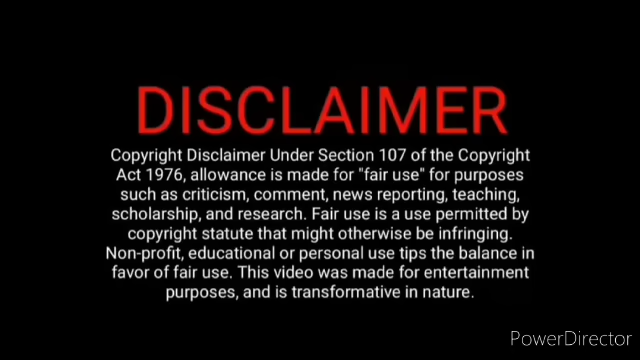 DISCLAIMER
Copyright Disclaimer Under Section 107 of the Copyright
Act 1976, allowance is made for "fair use" for purposes
such as criticism, comment, news reporting, teaching,
scholarship, and research. Fair use is a use permitted by
copyright statute that might otherwise be infringing.
Non-profit, educational or personal use tips the balance in
favor of fair use. This video was made for entertainment
purposes, and is transformative in nature.
PowerDirector